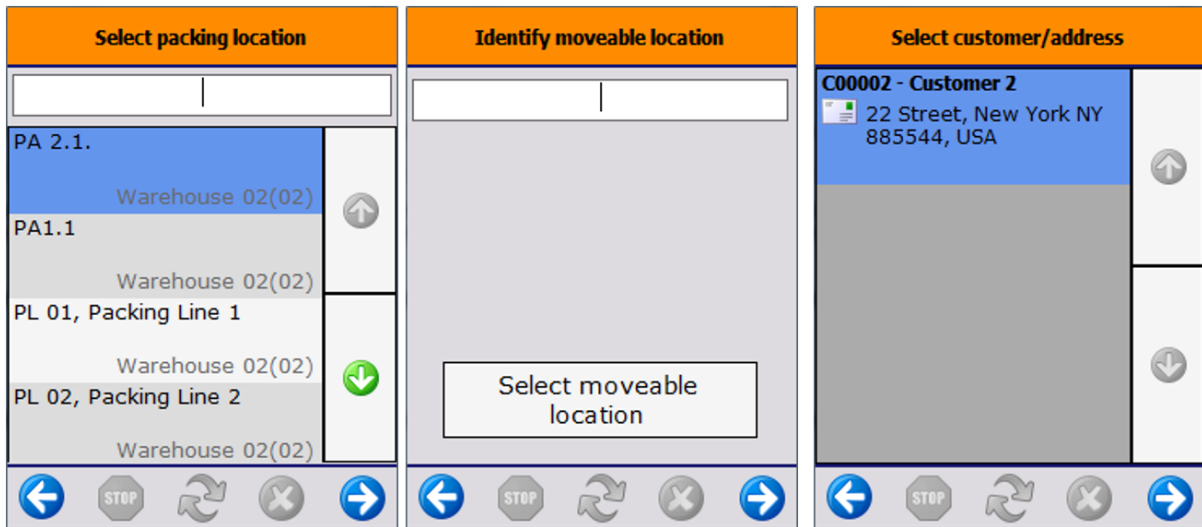 Select packing location
PA 2.1.
Warehouse 02(02)
PA1.1
Warehouse 02(02)
PL 01, Packing Line 1
Warehouse 02(02)
PL 02, Packing Line 2
Warehouse 02(02)
STOP
Identify moveable location
Select moveable
location
STOP
Select customer/address
C00002 - Customer 2
22 Street, New York NY
885544, USA
STOP